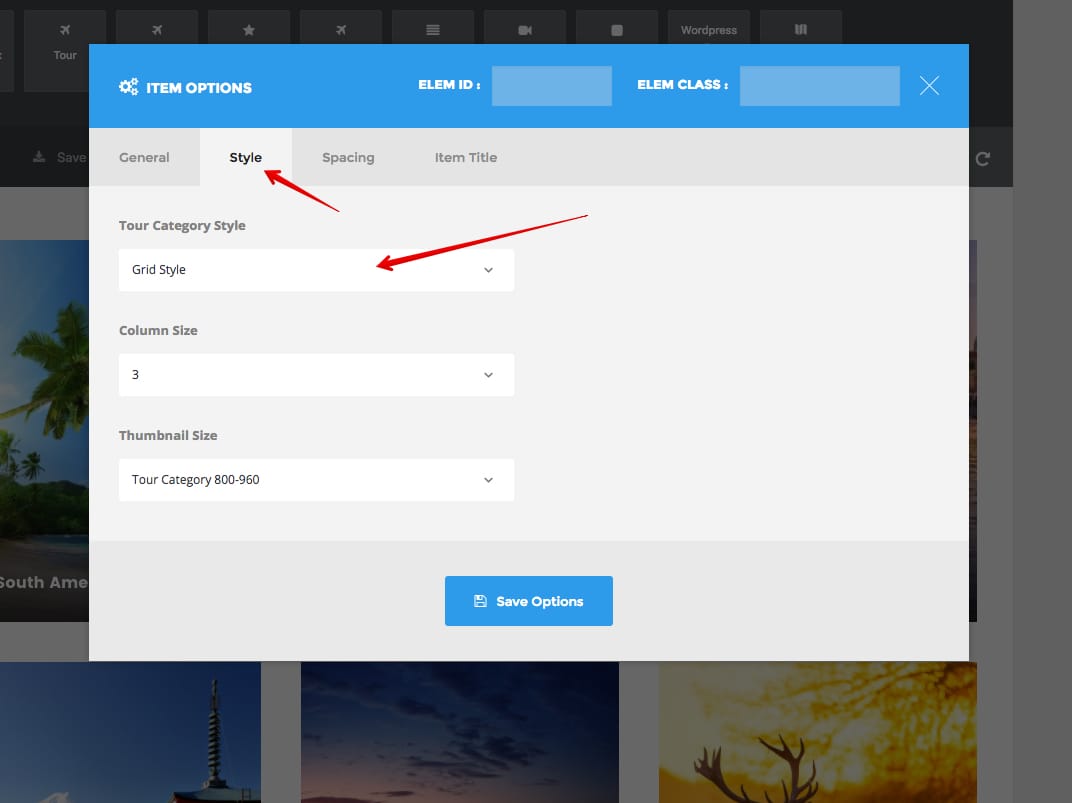 Tour
Wordpress
Save
ITEM OPTIONS
ELEM ID :
ELEM CLASS :
General
Style
Spacing
Item Title
Tour Category Style
Grid Style
Column Size
3
Thumbnail Size
Tour Category 800-960
South Ame
Save Options